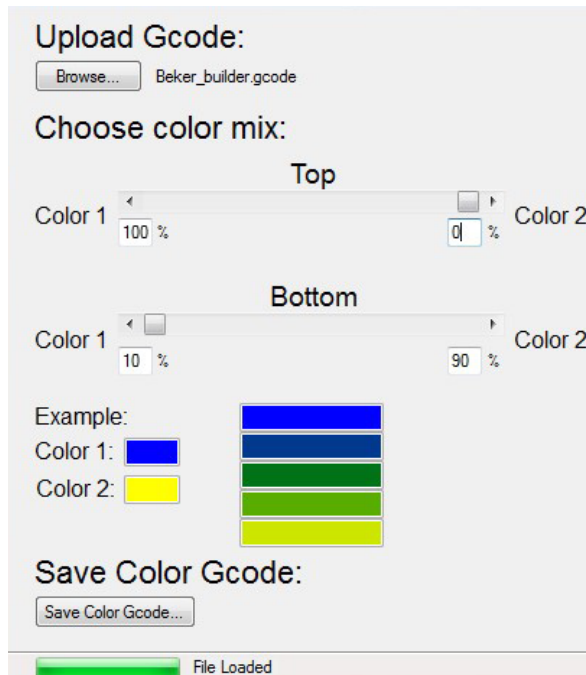 Upload Gcode:
Browse... Beker_builder.gcode
Choose color mix:
Top
Color 1 Color 2
100 % 0 %
Bottom
Color 1 Color 2
10 % 90 %
Example:
Color 1:
Color 2:
Save Color Gcode:
Save Color Gcode...
File Loaded